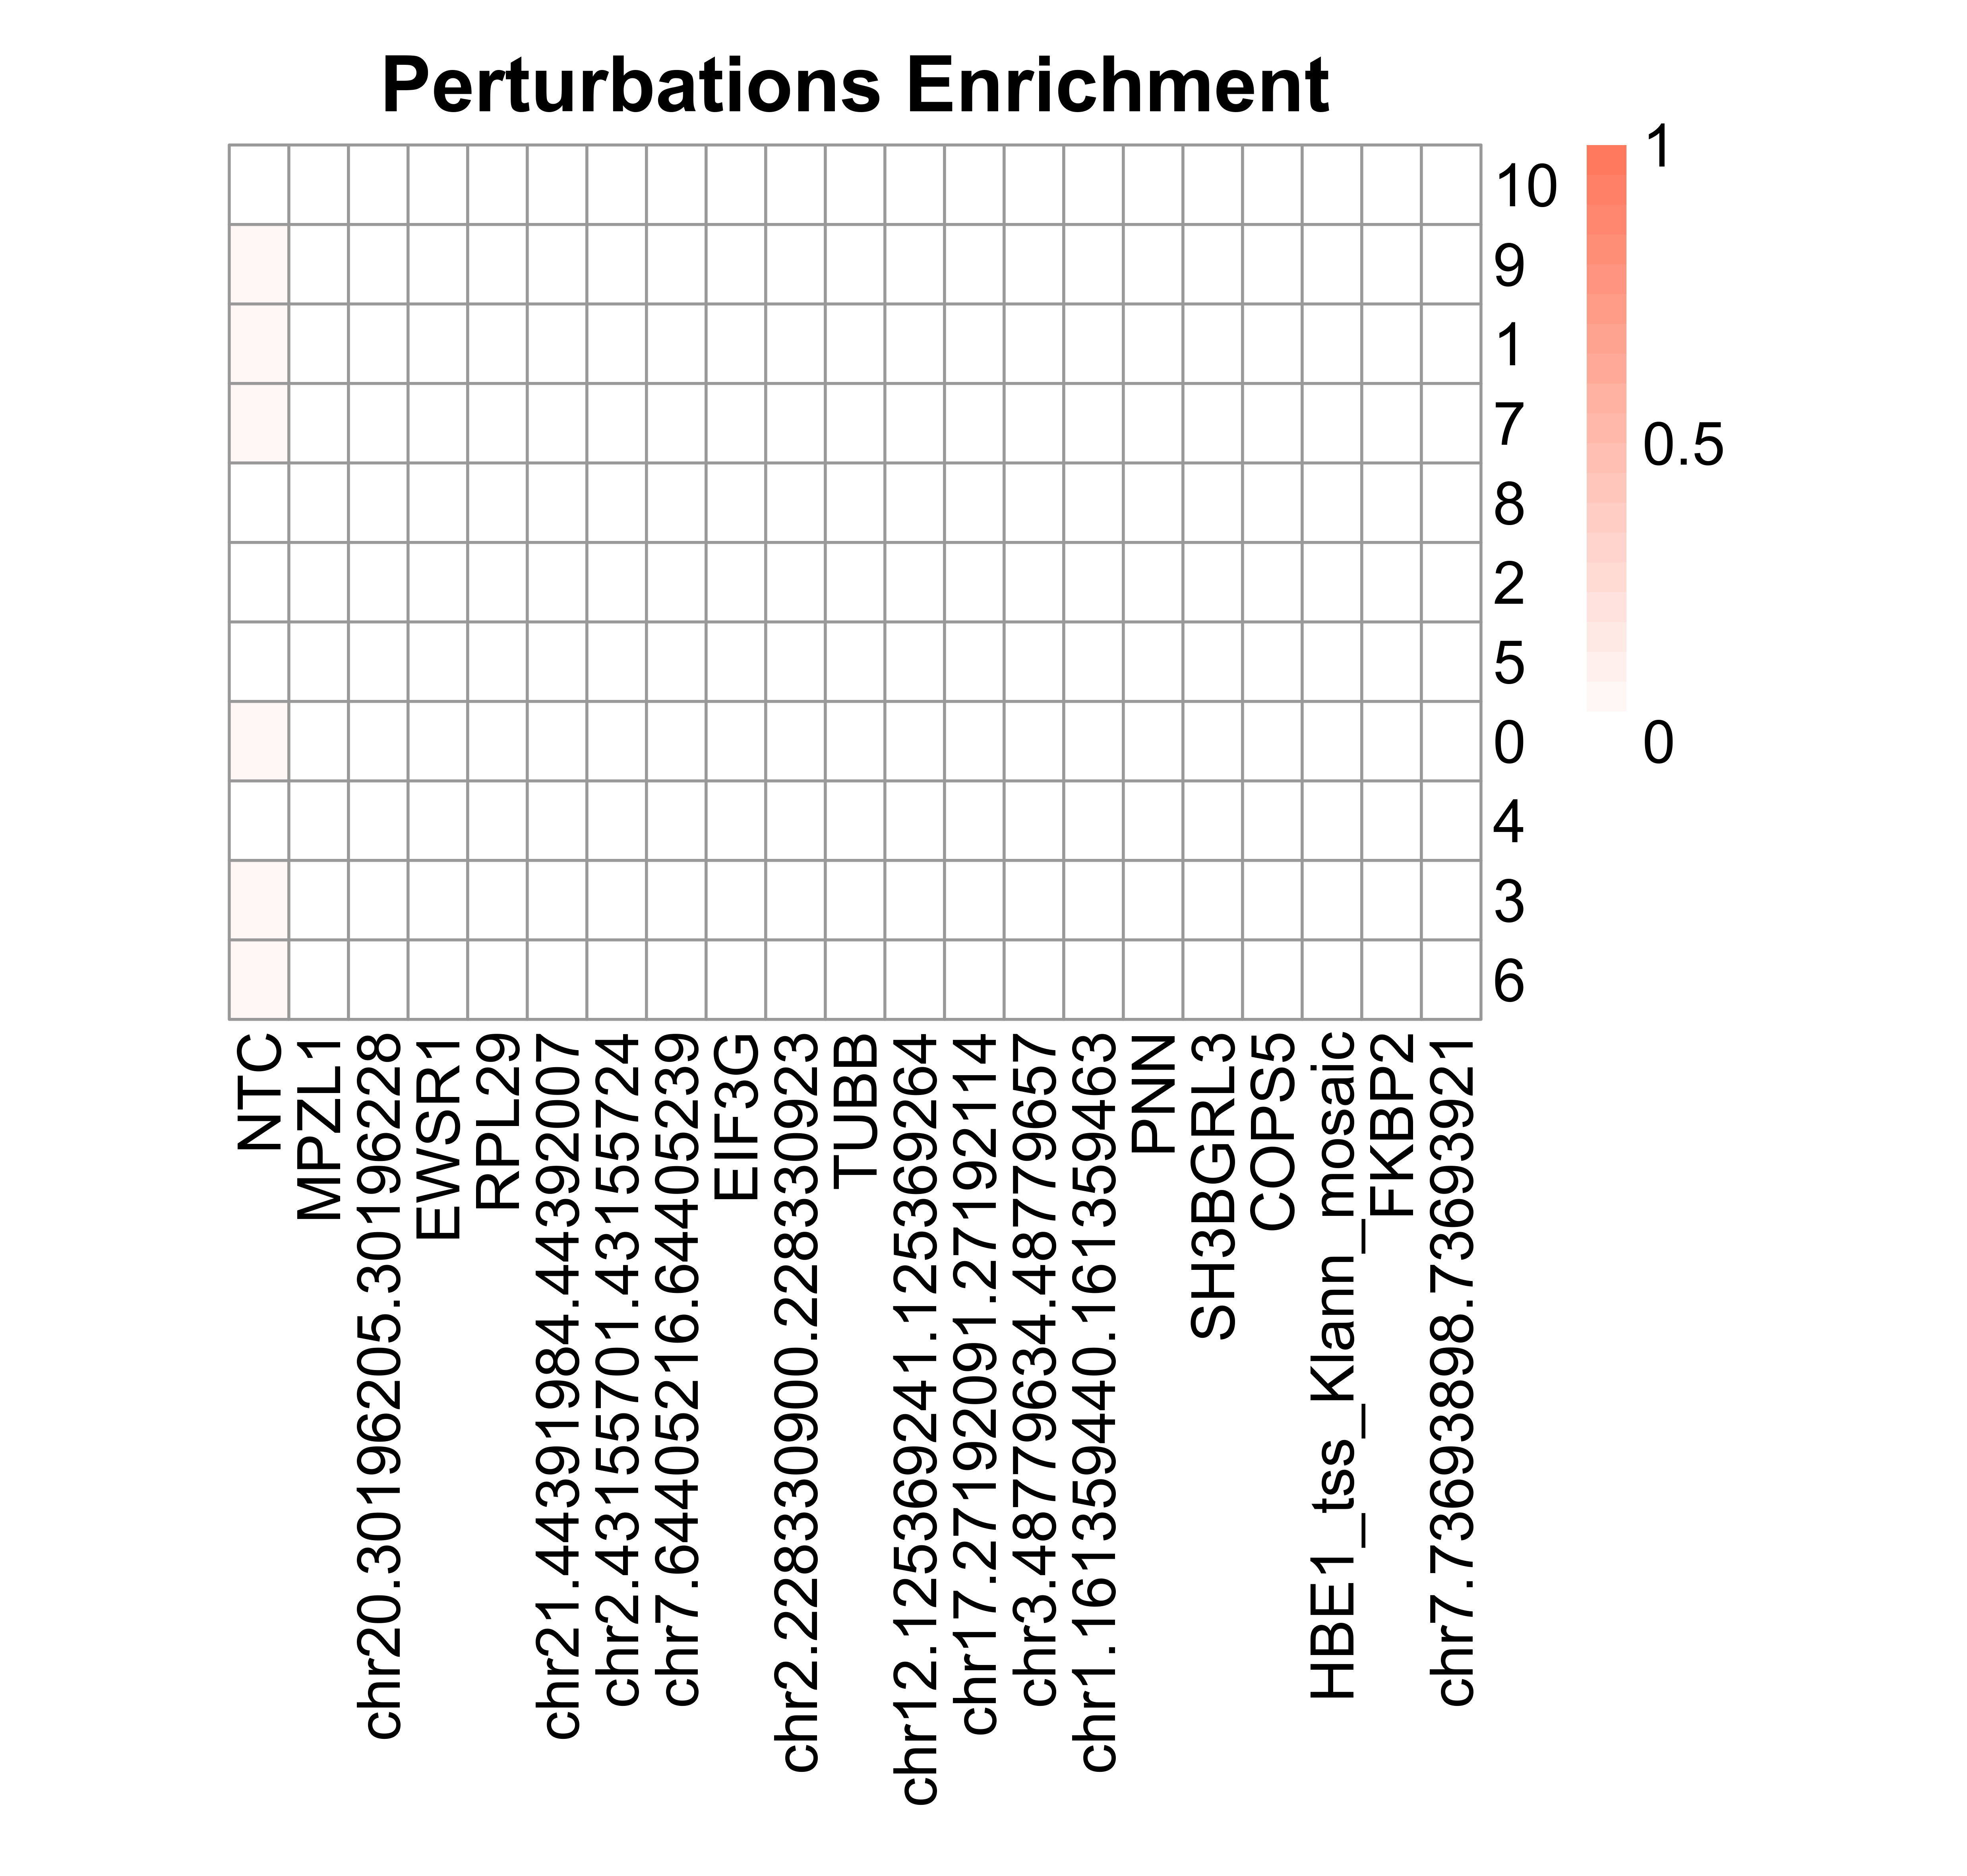 Perturbations Enrichment
10
9
1
7
8
2
5
0
4
3
6
1
0.5
0
NTC
MPZL1
chr20.30196205.30196228
EWSR1
RPL29
chr21.44391984.44392007
chr2.43155701.43155724
chr7.64405216.64405239
EIF3G
chr2.228330900.228330923
TUBB
chr12.125369241.125369264
chr17.27192091.27192114
chr3.48779634.48779657
chr1.161359440.161359463
PNN
SH3BGRL3
COPS5
HBE1_tss_Klann_mosaic
FKBP2
chr7.73693898.73693921